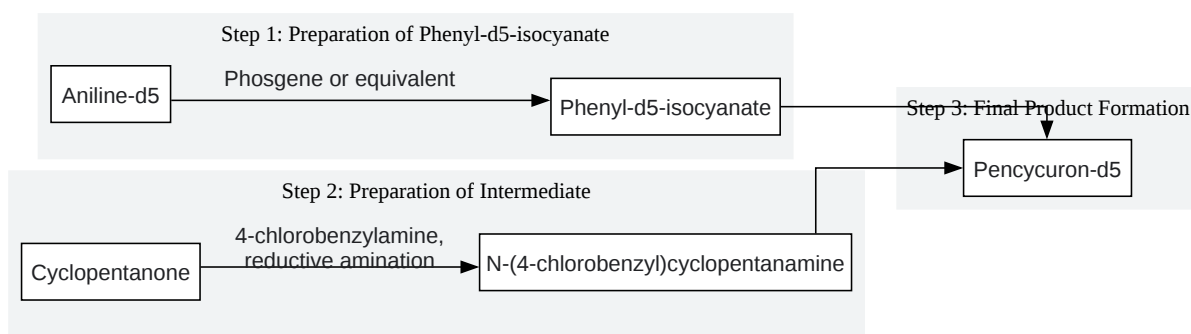 Step 1: Preparation of Phenyl-d5-isocyanate
Aniline-d5
Phosgene or equivalent
Phenyl-d5-isocyanate
Step 2: Preparation of Intermediate
Cyclopentanone
4-chlorobenzylamine,
reductive amination
N-(4-chlorobenzyl)cyclopentanamine
Step 3: Final Product Formation
Pencycuron-d5